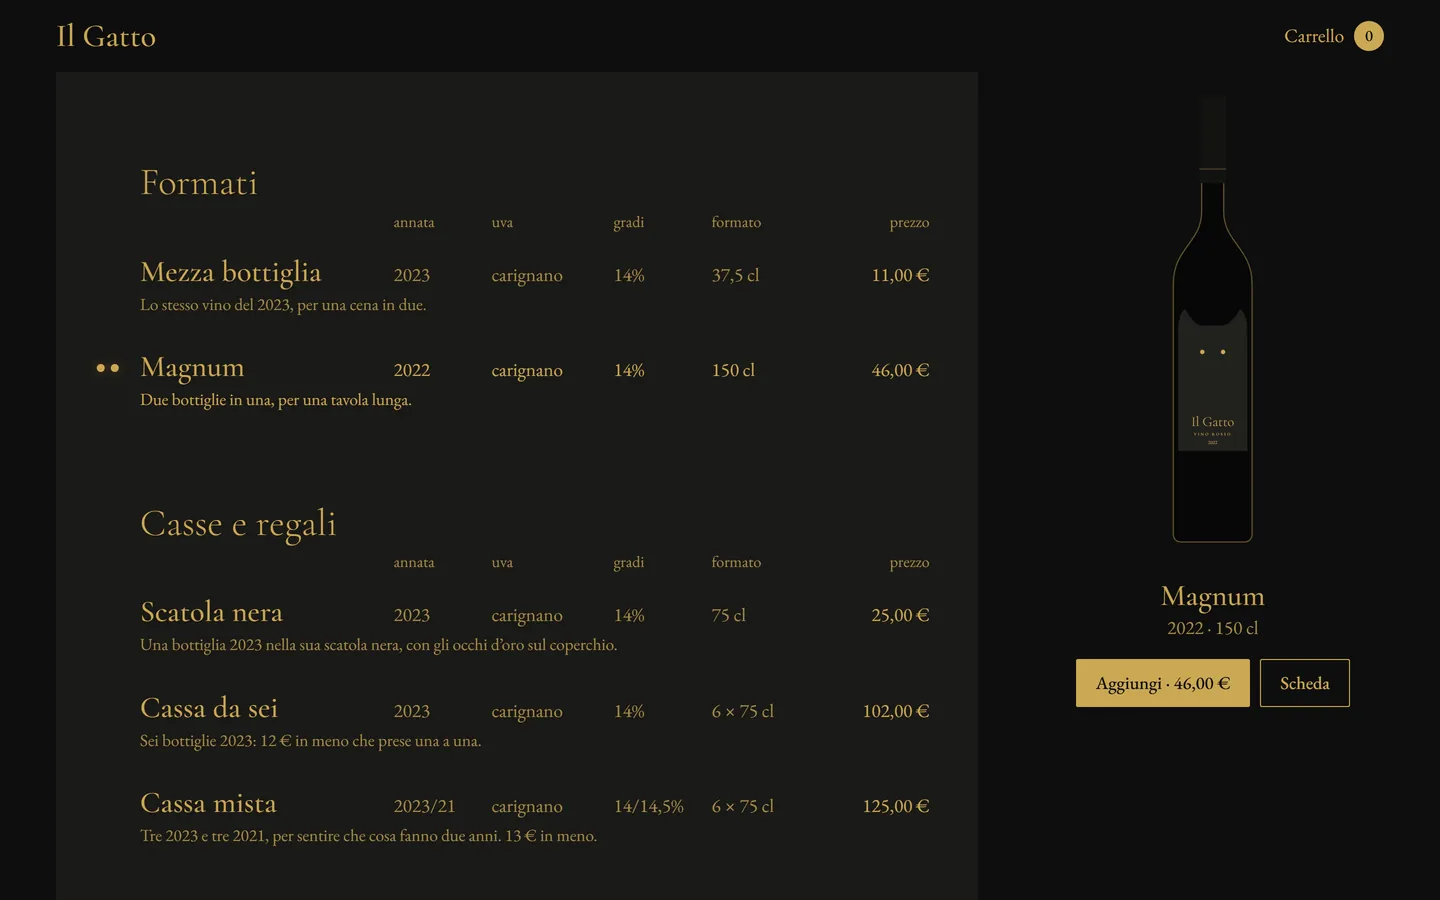 Il Gatto
Carrello 0
Formati
annata uva gradi formato prezzo
Mezza bottiglia 2023 carignano 14% 37,5 cl 11,00 €
Lo stesso vino del 2023, per una cena in due.
Magnum 2022 carignano 14% 150 cl 46,00 €
Due bottiglie in una, per una tavola lunga.
Casse e regali
annata uva gradi formato prezzo
Scatola nera 2023 carignano 14% 75 cl 25,00 €
Una bottiglia 2023 nella sua scatola nera, con gli occhi d’oro sul coperchio.
Cassa da sei 2023 carignano 14% 6 × 75 cl 102,00 €
Sei bottiglie 2023: 12 € in meno che prese una a una.
Cassa mista 2023/21 carignano 14/14,5% 6 × 75 cl 125,00 €
Tre 2023 e tre 2021, per sentire che cosa fanno due anni. 13 € in meno.
Il Gatto
VINO ROSSO
2022
Magnum
2022 · 150 cl
Aggiungi · 46,00 €
Scheda